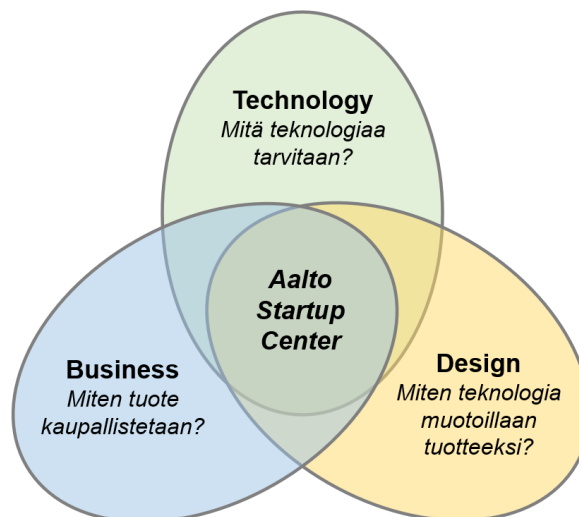 Technology
Mitä teknologiaa
tarvitaan?
Aalto
Startup
Center
Business
Miten tuote
kaupallistetaan?
Design
Miten teknologia
muotoillaan
tuotteeksi?